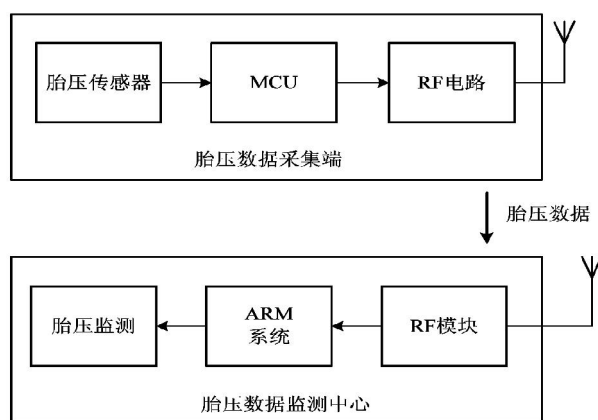 胎压传感器
MCU
RF电路
胎压数据采集端
胎压数据
胎压监测
ARM
系统
RF模块
胎压数据监测中心